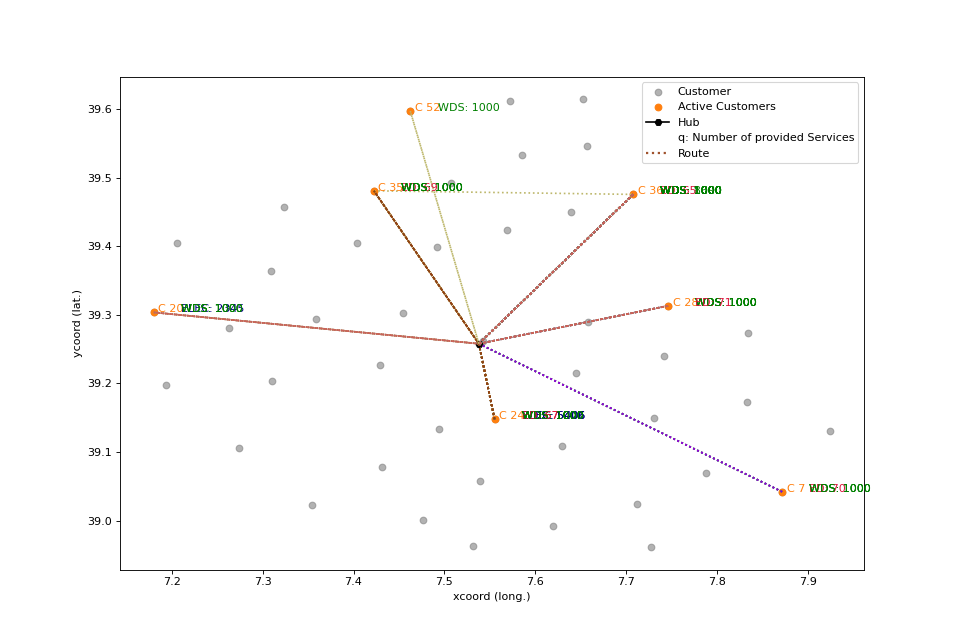 Customer
Active Customers
Hub
q: Number of provided Services
Route
39.6
39.5
39.4
39.3
39.2
39.1
39.0
ycoord (lat.)
C 52 WDS: 1000
C 35 WDS: 1000
C 36
C 20
C 28 WDS: 1000
C 24
C 7 WDS: 1000
7.2 7.3 7.4 7.5 7.6 7.7 7.8 7.9
xcoord (long.)